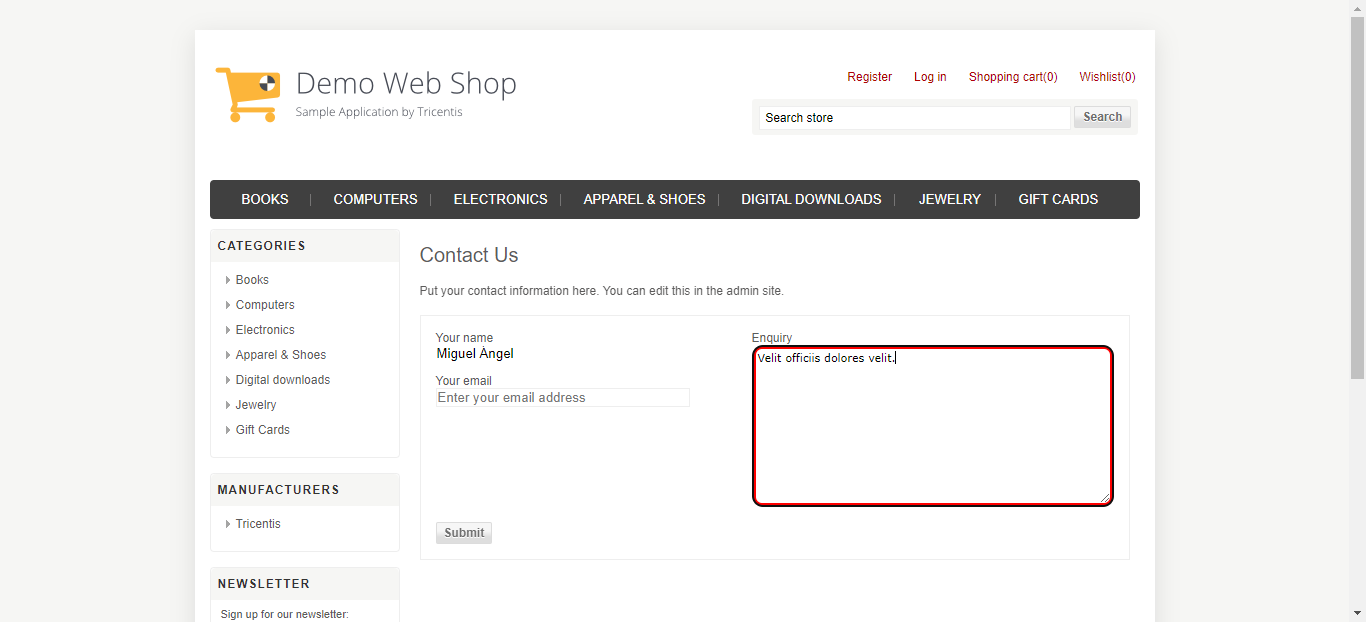 Demo Web Shop
Sample Application by Tricentis
Register Log in Shopping cart(0) Wishlist(0)
Search store Search
BOOKS COMPUTERS ELECTRONICS APPAREL & SHOES DIGITAL DOWNLOADS JEWELRY GIFT CARDS
CATEGORIES
Books
Computers
Electronics
Apparel & Shoes
Digital downloads
Jewelry
Gift Cards
MANUFACTURERS
Tricentis
NEWSLETTER
Sign up for our newsletter:
Contact Us
Put your contact information here. You can edit this in the admin site.
Your name
Miguel Ángel
Your email
Enter your email address
Enquiry
Velit officiis dolores velit.
Submit